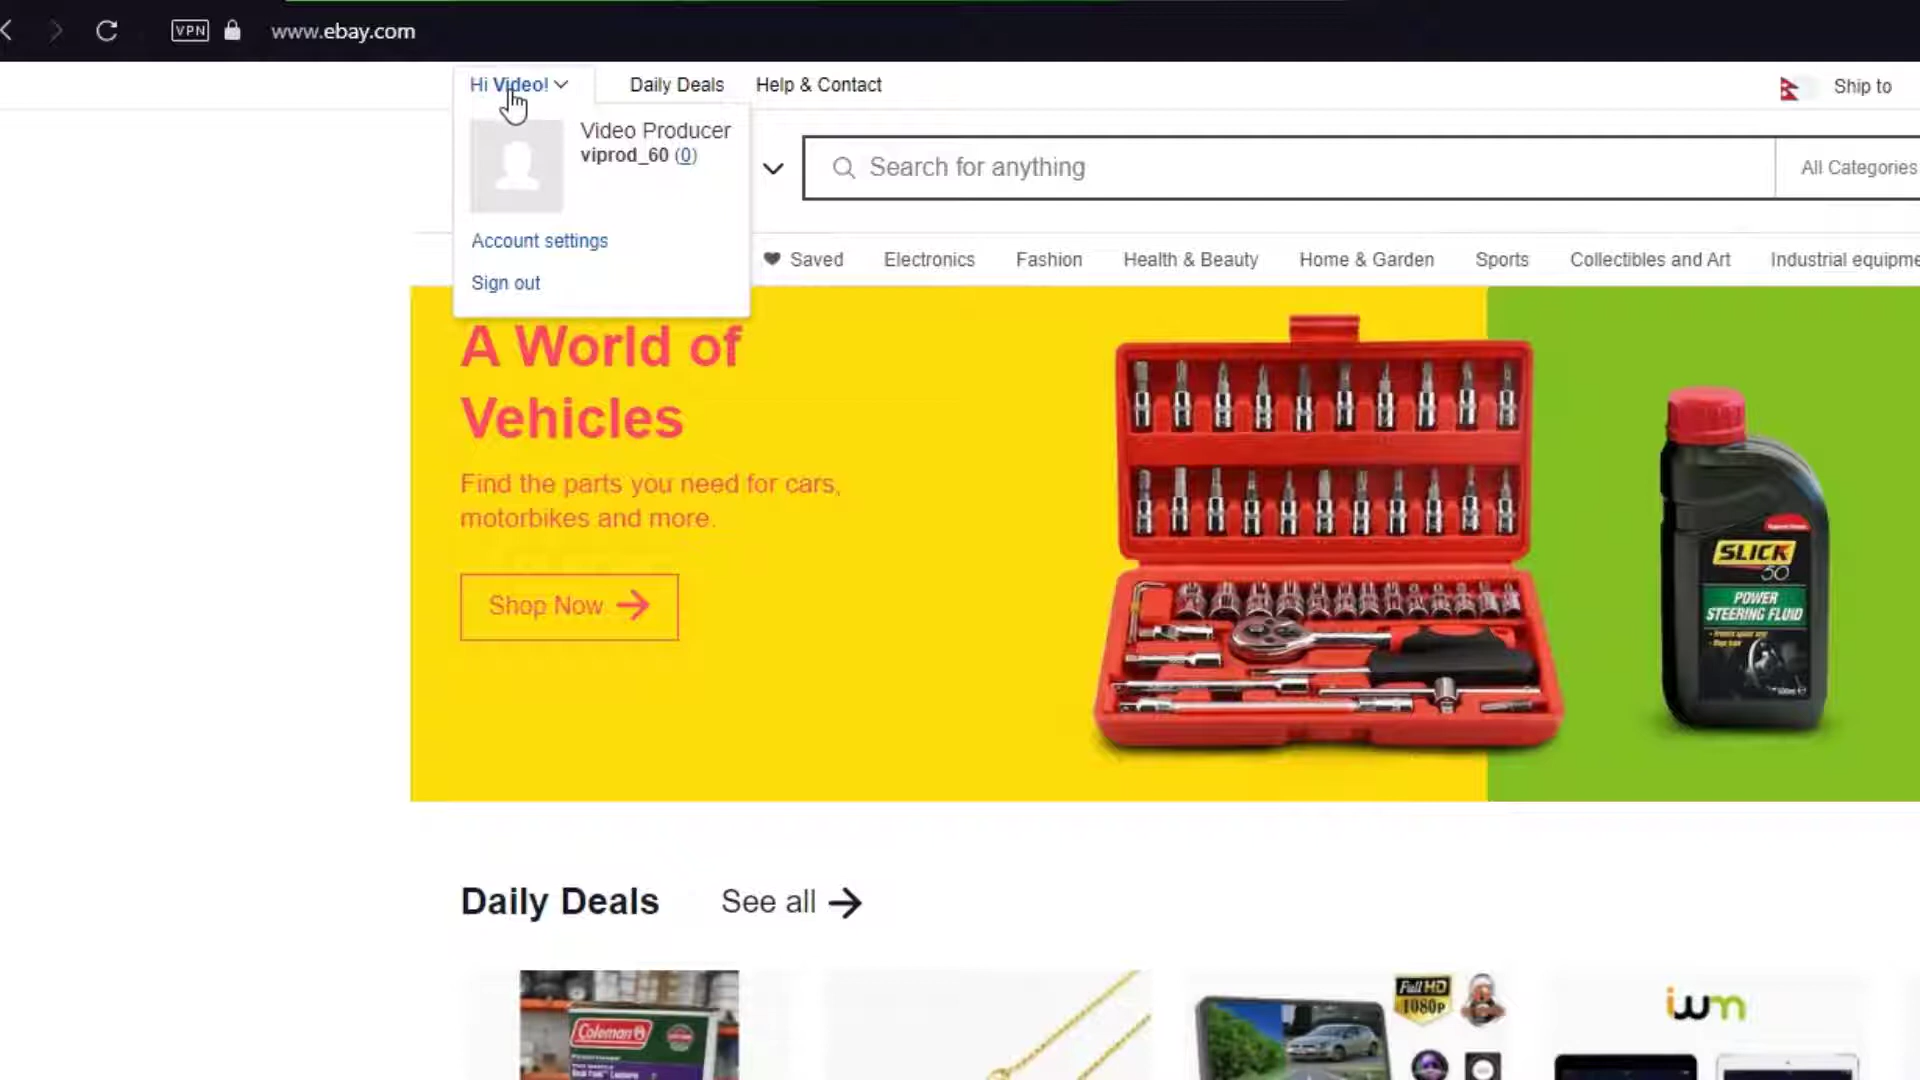 VPN
www.ebay.com
Hi Video!
Daily Deals
Help & Contact
Ship to
Video Producer
viprod_60 (0)
Search for anything
All Categories
Account settings
Sign out
Saved
Electronics
Fashion
Health & Beauty
Home & Garden
Sports
Collectibles and Art
Industrial equipme
A World of
Vehicles
Find the parts you need for cars,
motorbikes and more.
Shop Now
SLICK
50
POWER
STEERING FLUID
Daily Deals
See all
Coleman
Full HD
1080p